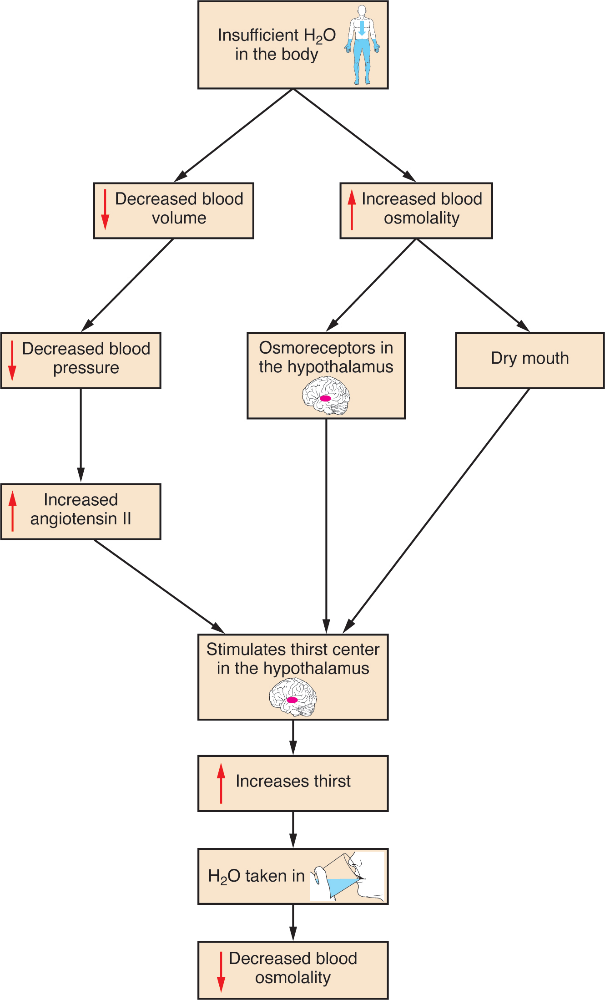 Insufficient H₂O
in the body
Decreased blood
volume
Increased blood
osmolality
Decreased blood
pressure
Osmoreceptors in
the hypothalamus
Dry mouth
Increased
angiotensin II
Stimulates thirst center
in the hypothalamus
Increases thirst
H₂O taken in
Decreased blood
osmolality